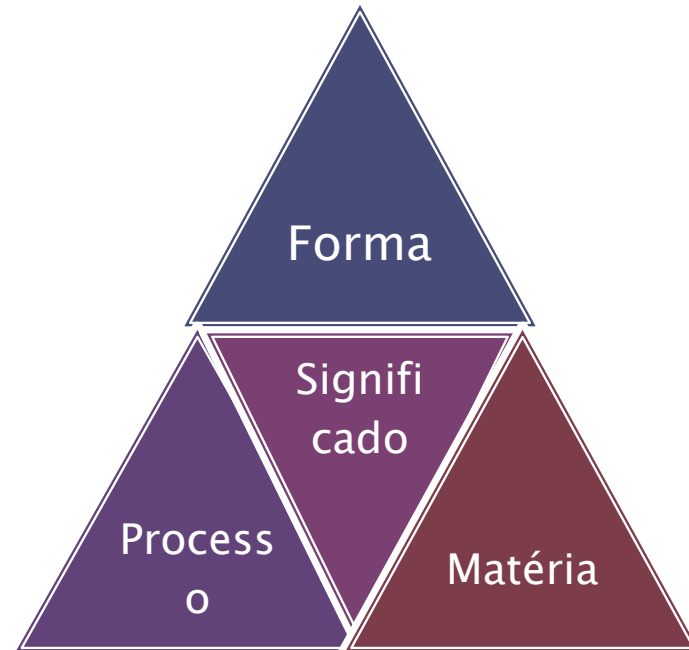 Forma
Signifi
cado
Process
o
Matéria